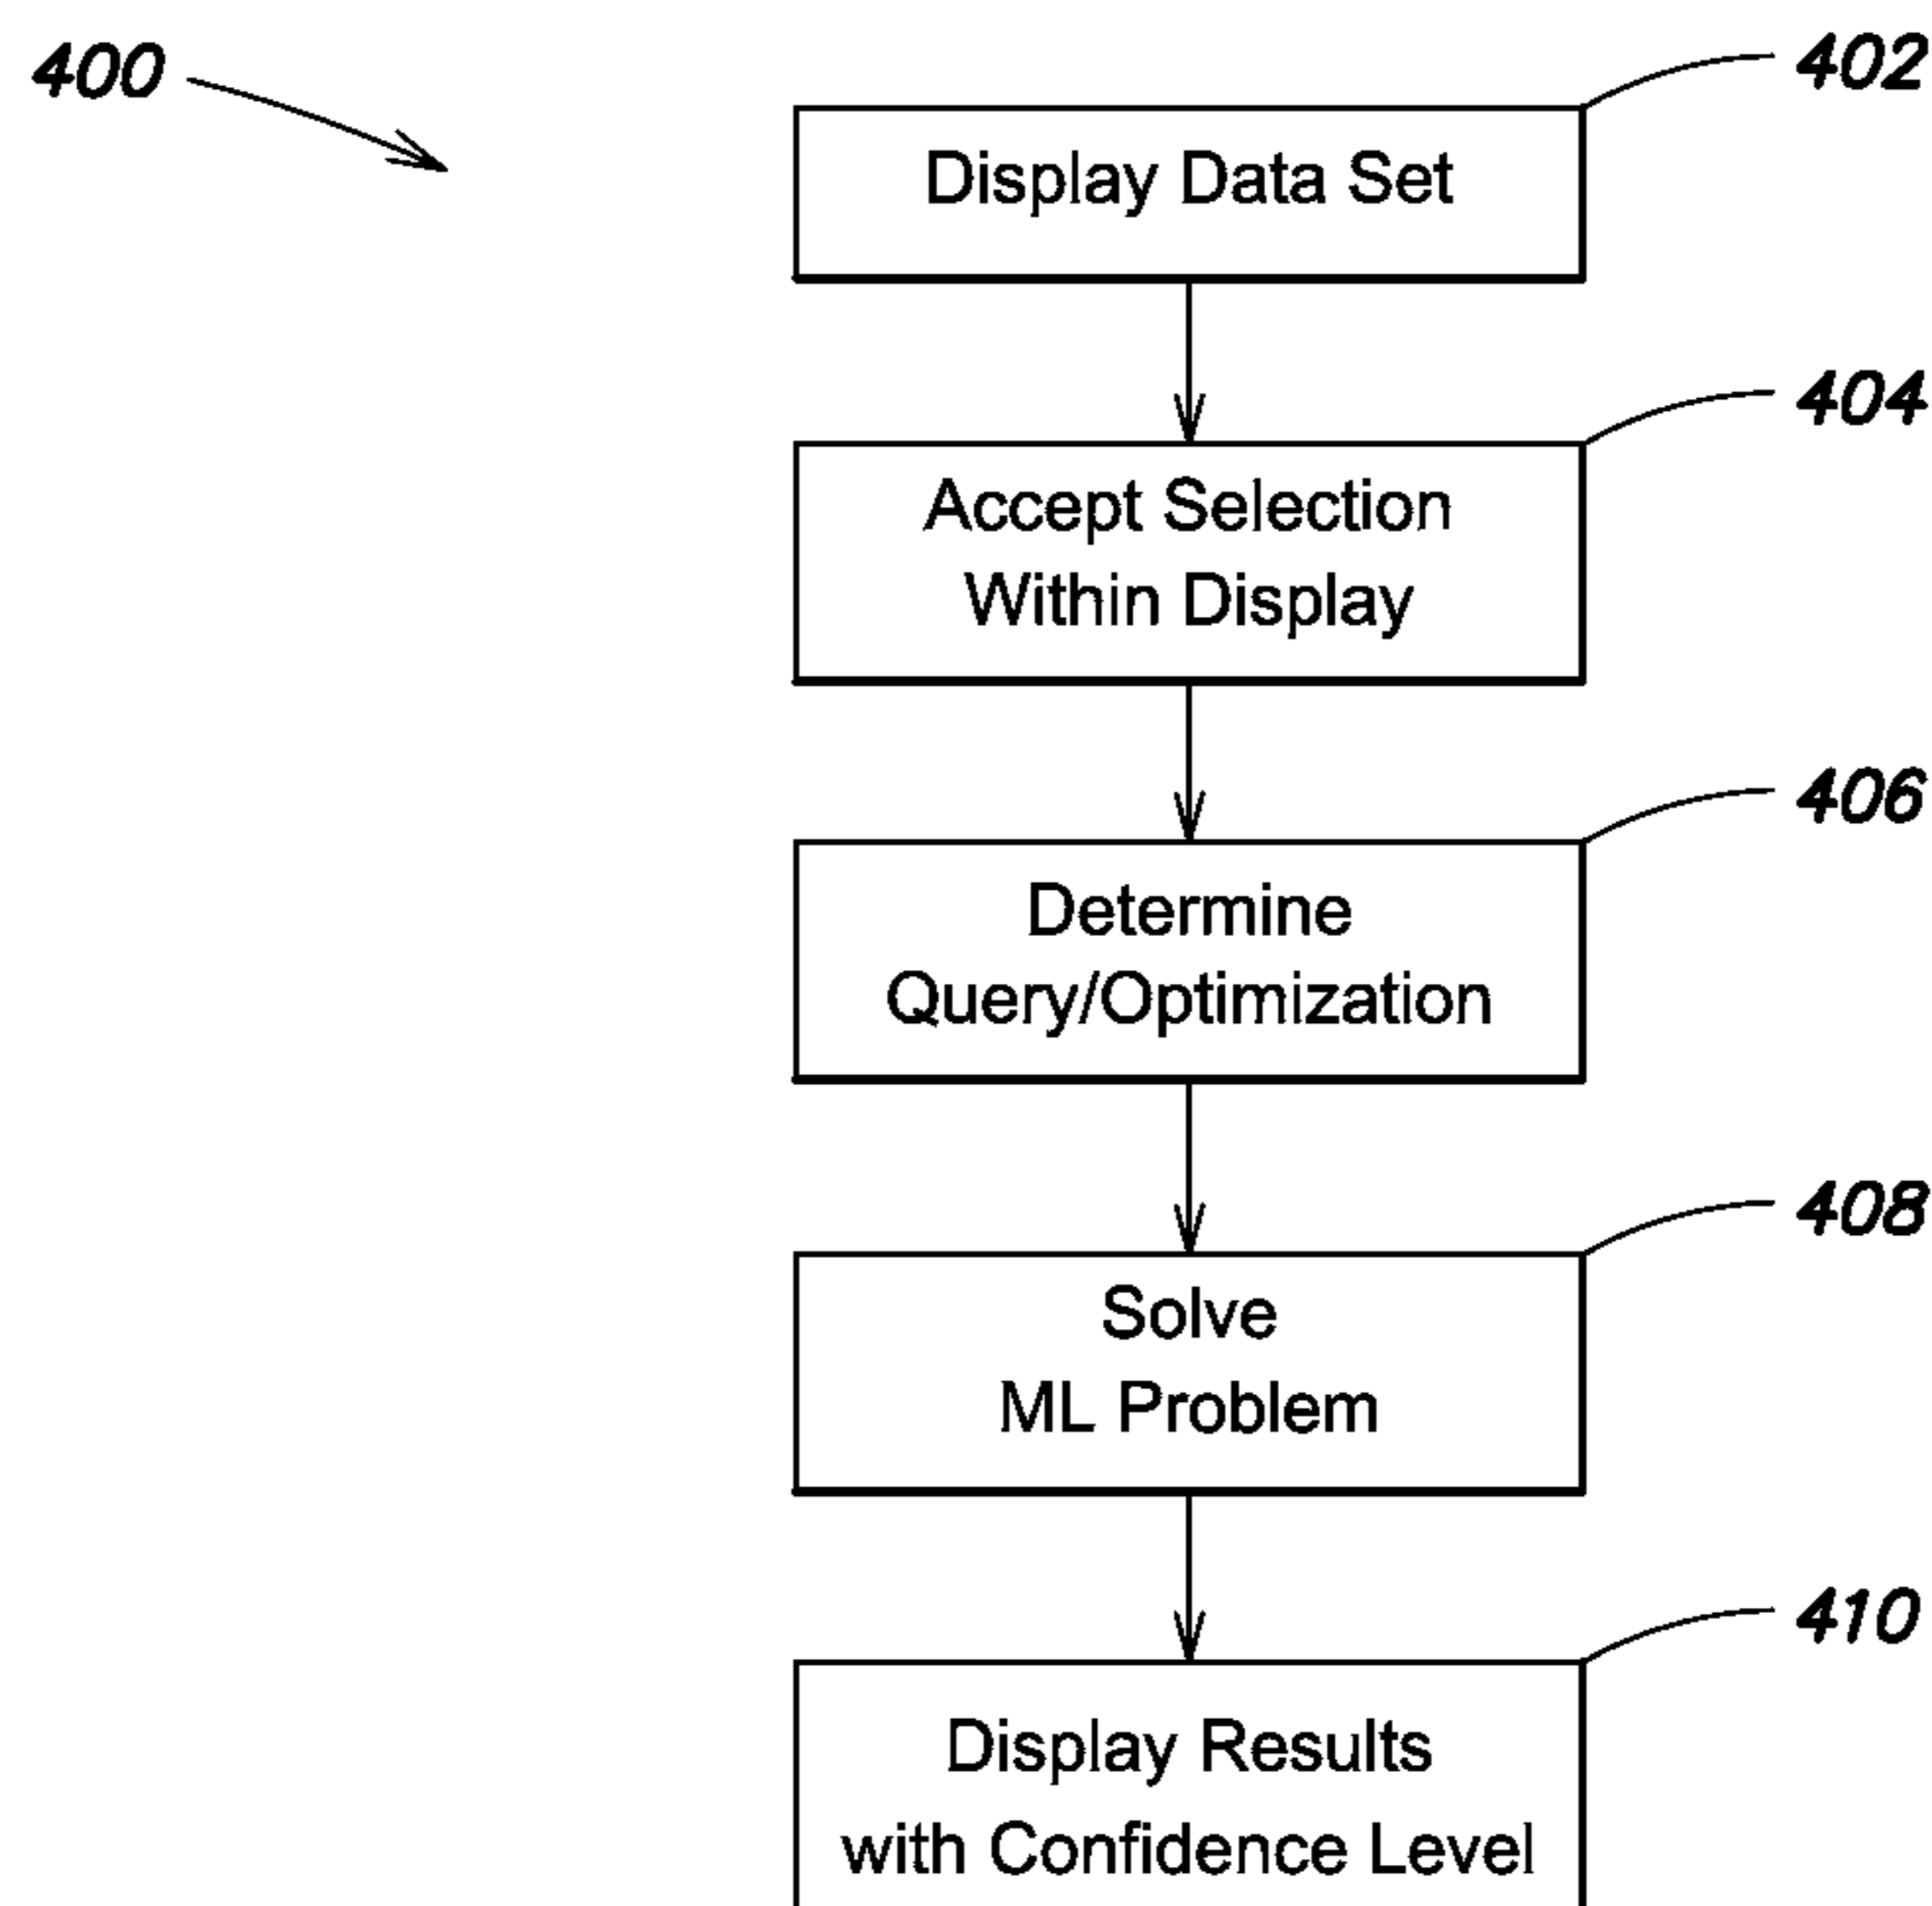 400
402
Display Data Set
404
Accept Selection
Within Display
406
Determine
Query/Optimization
408
Solve
ML Problem
410
Display Results
with Confidence Level